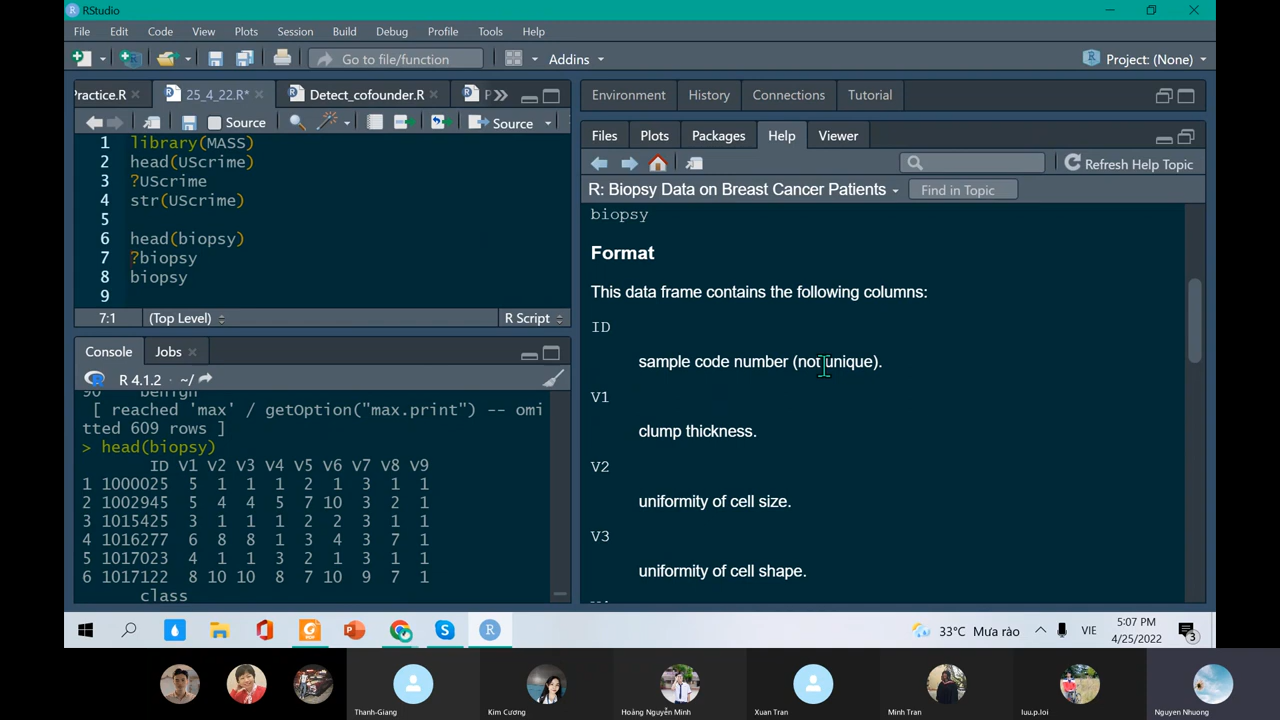 RStudio
File Edit Code View Plots Session Build Debug Profile Tools Help
Go to file/function Addins Project: (None)
Practice.R 25_4_22.R* Detect_cofounder.R
Source Source
1 library(MASS)
2 head(UScrime)
3 ?UScrime
4 str(UScrime)
5
6 head(biopsy)
7 ?biopsy
8 biopsy
9
7:1 (Top Level) R Script
Console Jobs
R 4.1.2 · ~/
90 benign
[ reached 'max' / getOption("max.print") -- omi
tted 609 rows ]
> head(biopsy)
ID V1 V2 V3 V4 V5 V6 V7 V8 V9
1 1000025 5 1 1 1 2 1 3 1 1
2 1002945 5 4 4 5 7 10 3 2 1
3 1015425 3 1 1 1 2 2 3 1 1
4 1016277 6 8 8 1 3 4 3 7 1
5 1017023 4 1 1 3 2 1 3 1 1
6 1017122 8 10 10 8 7 10 9 7 1
class
Environment History Connections Tutorial
Files Plots Packages Help Viewer
Refresh Help Topic
R: Biopsy Data on Breast Cancer Patients Find in Topic
biopsy
Format
This data frame contains the following columns:
ID
sample code number (not unique).
V1
clump thickness.
V2
uniformity of cell size.
V3
uniformity of cell shape.
33°C Mưa rào VIE 5:07 PM
4/25/2022 3
Thanh-Giang Kim Cương Hoàng Nguyễn Minh Xuan Tran Minh Tran luu.p.loi Nguyen Nhuong